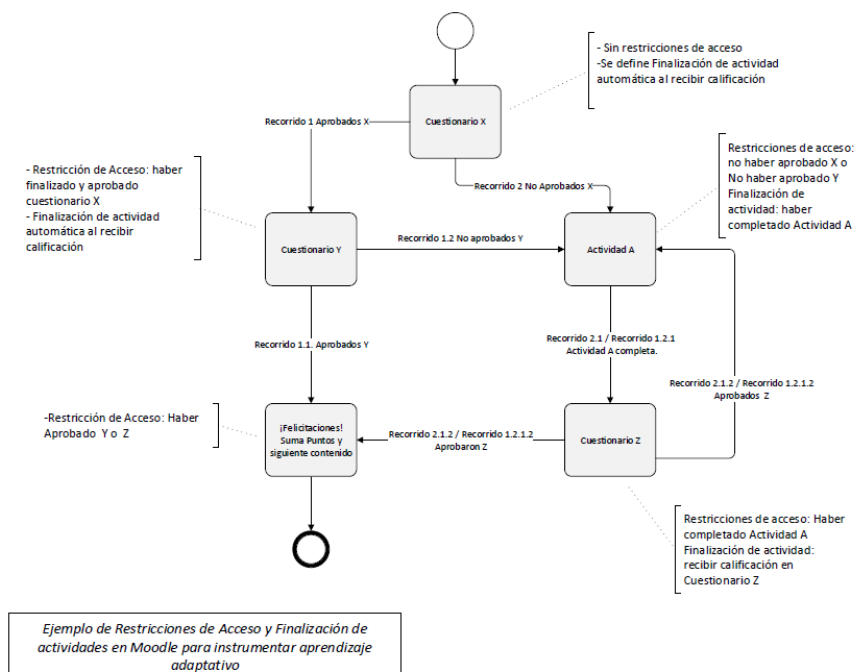 - Sin restricciones de acceso
-Se define Finalización de actividad
automática al recibir calificación
Recorrido 1 Aprobados X
Cuestionario X
Restricciones de acceso:
no haber aprobado X o
No haber aprobado Y
Finalización de
actividad: haber
completado Actividad A
- Restricción de Acceso: haber
finalizado y aprobado
cuestionario X
- Finalización de actividad
automática al recibir
calificación
Recorrido 2 No Aprobados X
Cuestionario Y
Recorrido 1.2 No aprobados Y
Actividad A
Recorrido 1.1. Aprobados Y
Recorrido 2.1 / Recorrido 1.2.1
Actividad A completa.
Recorrido 2.1.2 / Recorrido 1.2.1.2
Aprobados Z
-Restricción de Acceso: Haber
Aprobado Y o Z
¡Felicitaciones!
Suma Puntos y
siguiente contenido
Recorrido 2.1.2 / Recorrido 1.2.1.2
Aprobaron Z
Cuestionario Z
Restricciones de acceso: Haber
completado Actividad A
Finalización de actividad:
recibir calificación en
Cuestionario Z
Ejemplo de Restricciones de Acceso y Finalización de
actividades en Moodle para instrumentar aprendizaje
adaptativo